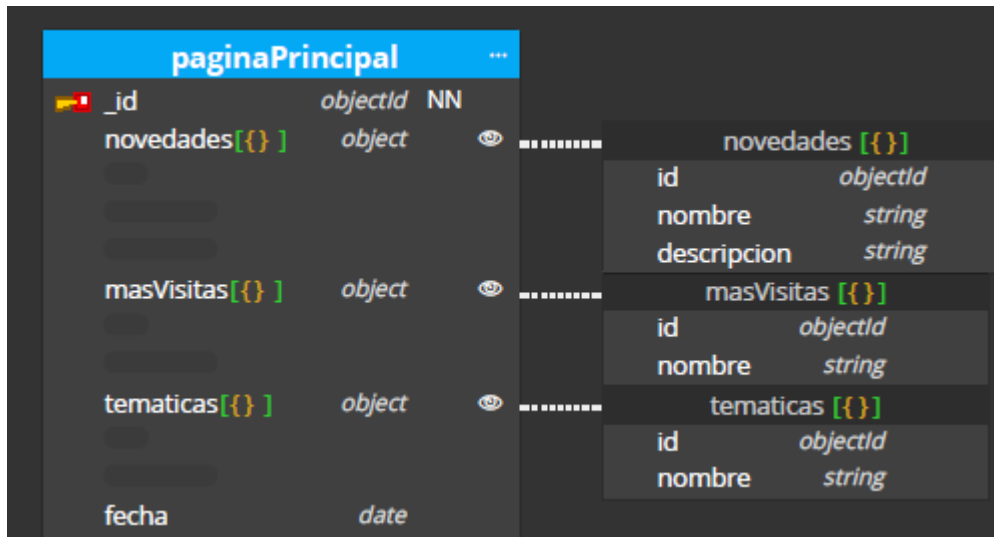 paginaPrincipal ...
_id objectId NN
novedades[{} ] object
masVisitas[{} ] object
tematicas[{} ] object
fecha date
novedades [{}]
id objectId
nombre string
descripcion string
masVisitas [{}]
id objectId
nombre string
tematicas [{}]
id objectId
nombre string